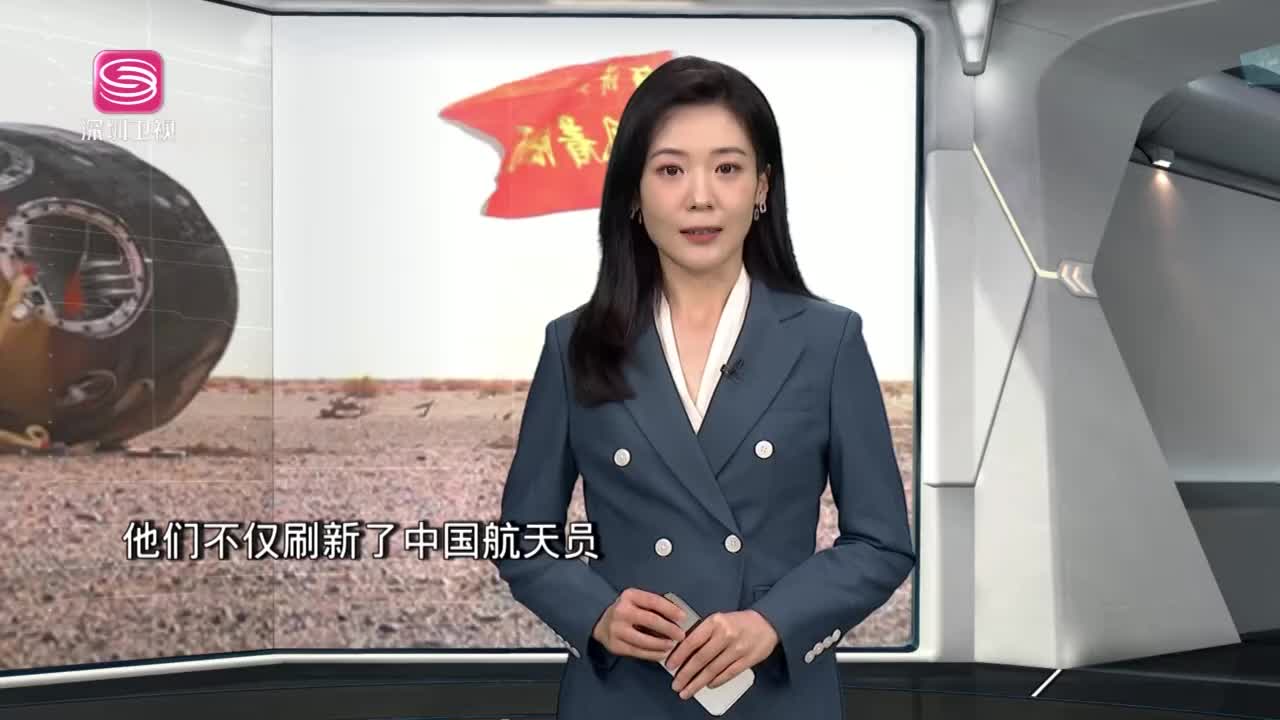 深圳卫视
他们不仅刷新了中国航天员